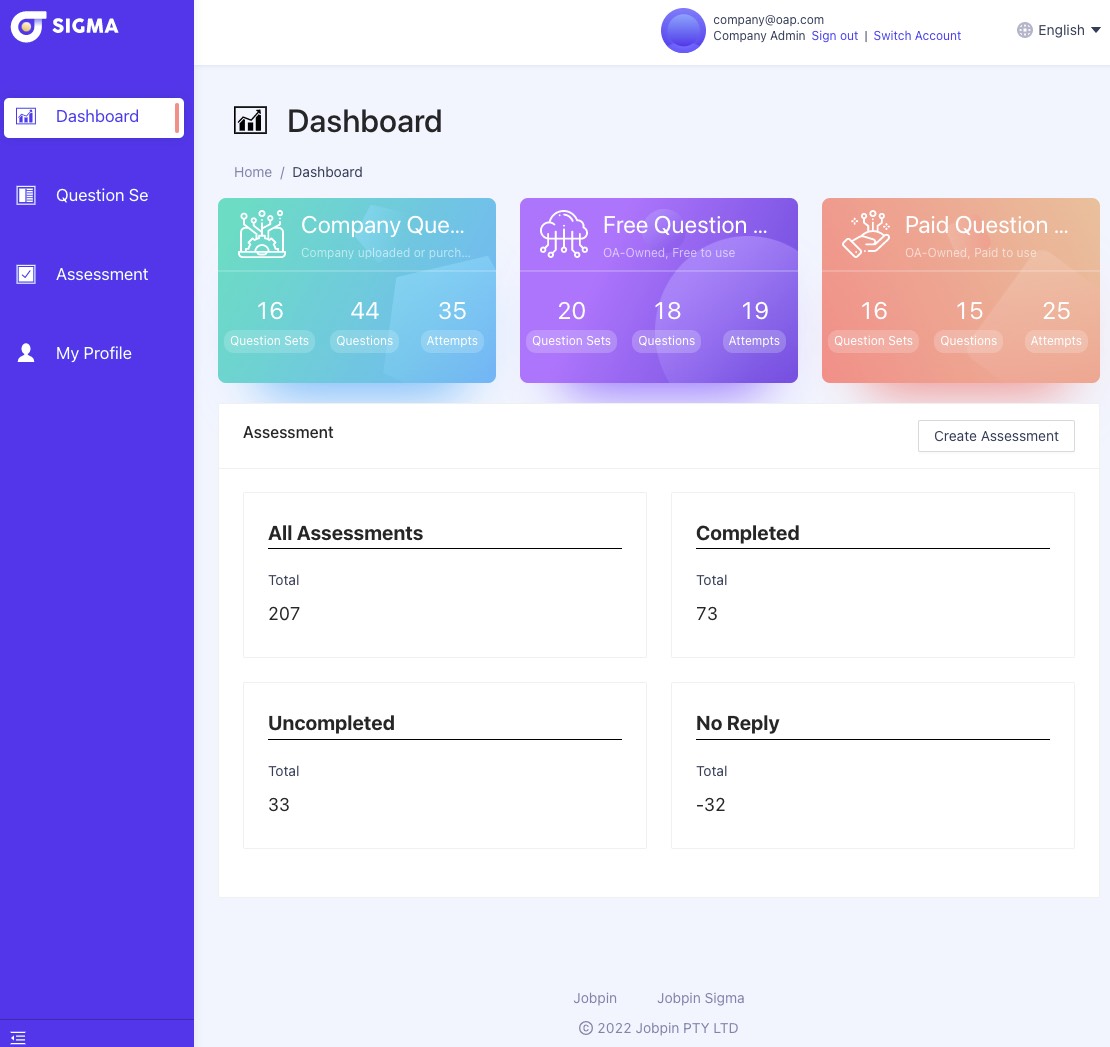 SIGMA
company@oap.com
Company Admin Sign out | Switch Account
English
Dashboard
Question Se
Assessment
My Profile
Dashboard
Home / Dashboard
Company Que...
Company uploaded or purch...
16 44 35
Question Sets Questions Attempts
Free Question ...
OA-Owned, Free to use
20 18 19
Question Sets Questions Attempts
Paid Question ...
OA-Owned, Paid to use
16 15 25
Question Sets Questions Attempts
Assessment
Create Assessment
All Assessments
Total
207
Completed
Total
73
Uncompleted
Total
33
No Reply
Total
-32
Jobpin Jobpin Sigma
© 2022 Jobpin PTY LTD